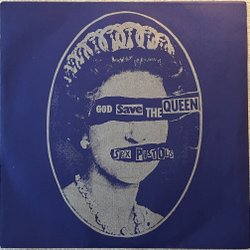 GOD Save THE QUEEN
SEX PISTOLS